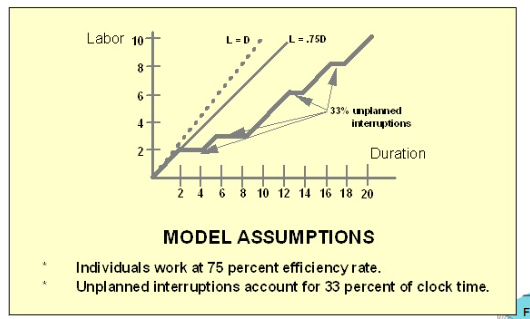 Labor
10
L = D
L = .75D
8
6
33% unplanned
interruptions
4
2
Duration
2 4 6 8 10 12 14 16 18 20
MODEL ASSUMPTIONS
* Individuals work at 75 percent efficiency rate.
* Unplanned interruptions account for 33 percent of clock time.